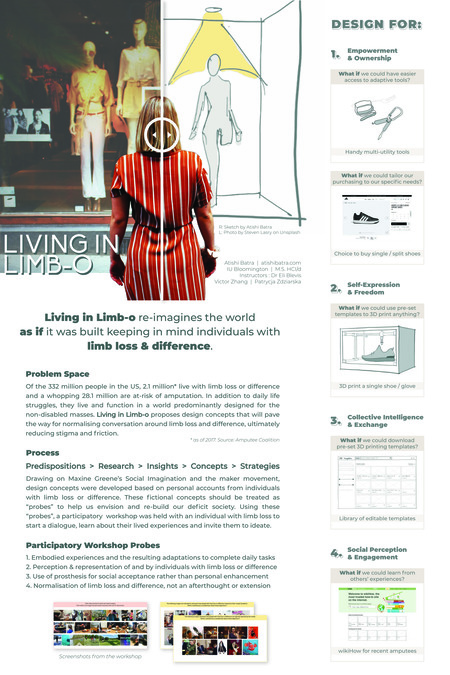 LIVING IN
LIMB-O
R: Sketch by Atishi Batra
L: Photo by Steven Lasry on Unsplash
Atishi Batra | atishi-batra.com
IU Bloomington | M.S. HCI/d
Instructors : Dr Eli Blevis
Victor Zhang | Patrycja Zdziarska
Living in Limb-o re-imagines the world
as if it was built keeping in mind individuals with
limb loss & difference.
Problem Space
Of the 332 million people in the US, 2.1 million* live with limb loss or difference
and a whopping 28.1 million are at-risk of amputation. In addition to daily life
struggles, they live and function in a world predominantly designed for the
non-disabled masses. Living in Limb-o proposes design concepts that will pave
the way for normalising conversation around limb loss and difference, ultimately
reducing stigma and friction.
* as of 2017. Source: Amputee Coalition
Process
Predispositions > Research > Insights > Concepts > Strategies
Drawing on Maxine Greene's Social Imagination and the maker movement,
design concepts were developed based on personal accounts from individuals
with limb loss or difference. These fictional concepts should be treated as
"probes" to help us envision and re-build our deficit society. Using these
"probes", a participatory workshop was held with an individual with limb loss to
start a dialogue, learn about their lived experiences and invite them to ideate.
Participatory Workshop Probes
1. Embodied experiences and the resulting adaptations to complete daily tasks
2. Perception & representation of and by individuals with limb loss or difference
3. Use of prosthesis for social acceptance rather than personal enhancement
4. Normalisation of limb loss and difference, not an afterthought or extension
Screenshots from the workshop
DESIGN FOR:
1. Empowerment
& Ownership
What if we could have easier
access to adaptive tools?
Handy multi-utility tools
What if we could tailor our
purchasing to our specific needs?
Choice to buy single / split shoes
2. Self-Expression
& Freedom
What if we could use pre-set
templates to 3D print anything?
3D print a single shoe / glove
3. Collective Intelligence
& Exchange
What if we could download
pre-set 3D printing templates?
Library of editable templates
4. Social Perception
& Engagement
What if we could learn from
others' experiences?
wikiHow for recent amputees